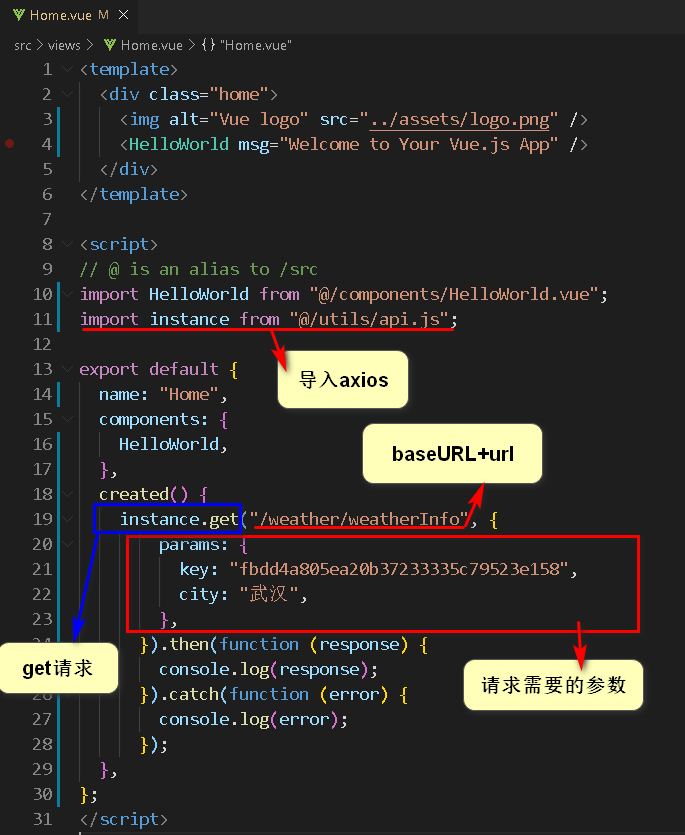 Home.vue M ×
src > views > Home.vue > {} "Home.vue"
1 <template>
2 <div class="home">
3 <img alt="Vue logo" src="../assets/logo.png" />
4 <HelloWorld msg="Welcome to Your Vue.js App" />
5 </div>
6 </template>
7
8 <script>
9 // @ is an alias to /src
10 import HelloWorld from "@/components/HelloWorld.vue";
11 import instance from "@/utils/api.js";
12
导入axios
13 export default {
14 name: "Home",
15 components: {
16 HelloWorld,
baseURL+url
17 },
18 created() {
19 instance.get("/weather/weatherInfo", {
20 params: {
21 key: "fbdd4a805ea20b37233335c79523e158",
22 city: "武汉",
23 },
24 }).then(function (response) {
get请求
25 console.log(response);
请求需要的参数
26 }).catch(function (error) {
27 console.log(error);
28 });
29 },
30 };
31 </script>